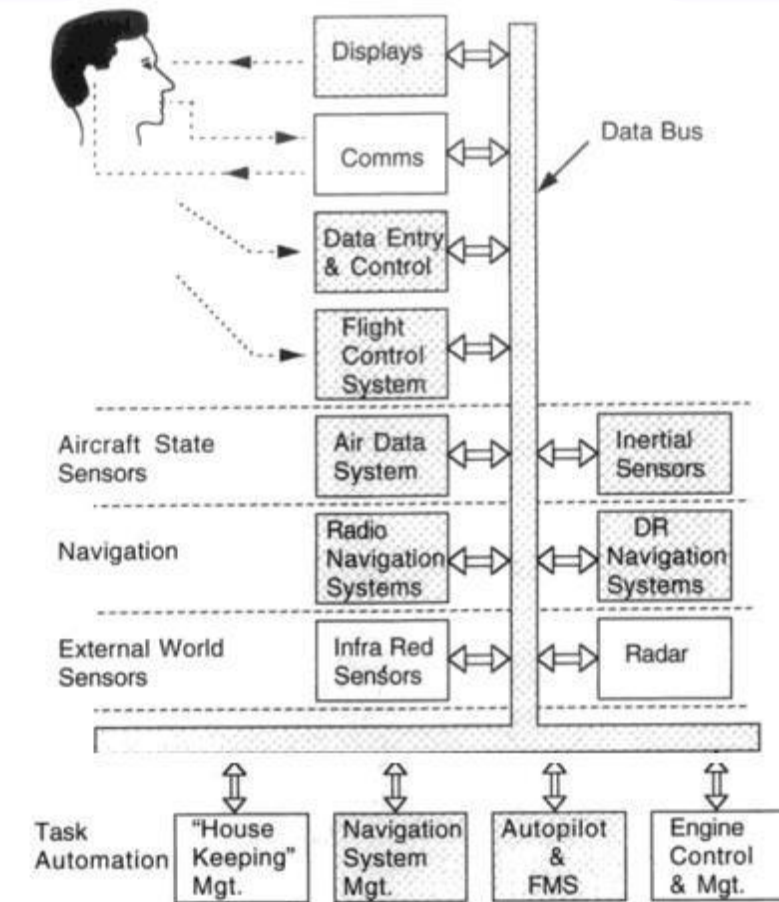 Displays
Data Bus
Comms
Data Entry
& Control
Flight
Control
System
Aircraft State
Sensors
Air Data
System
Inertial
Sensors
Navigation
Radio
Navigation
Systems
DR
Navigation
Systems
External World
Sensors
Infra Red
Sensors
Radar
Task
Automation
"House
Keeping"
Mgt.
Navigation
System
Mgt.
Autopilot
&
FMS
Engine
Control
& Mgt.